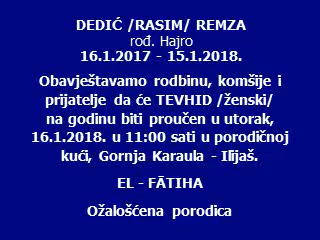 DEDIĆ /RASIM/ REMZA
rođ. Hajro
16.1.2017 - 15.1.2018.
Obavještavamo rodbinu, komšije i
prijatelje da će TEVHID /ženski/
na godinu biti proučen u utorak,
16.1.2018. u 11:00 sati u porodičnoj
kući, Gornja Karaula - Ilijaš.
EL - FĀTIHA
Ožalošćena porodica